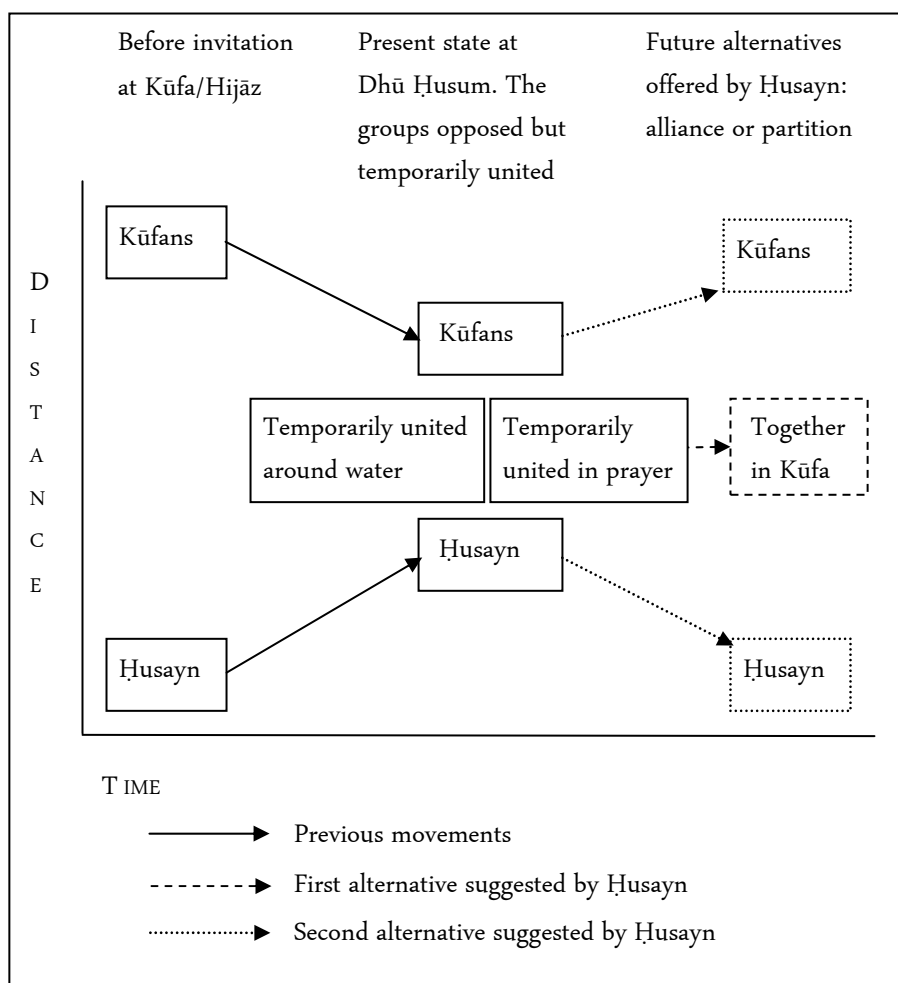 Before invitation
at Kūfa/Hijāz
Present state at
Dhū Ḥusum. The
groups opposed but
temporarily united
Future alternatives
offered by Ḥusayn:
alliance or partition
D
I
S
T
A
N
C
E
Kūfans
Kūfans
Kūfans
Temporarily united
around water
Temporarily
united in prayer
Together
in Kūfa
Ḥusayn
Ḥusayn
Ḥusayn
TIME
Previous movements
First alternative suggested by Ḥusayn
Second alternative suggested by Ḥusayn